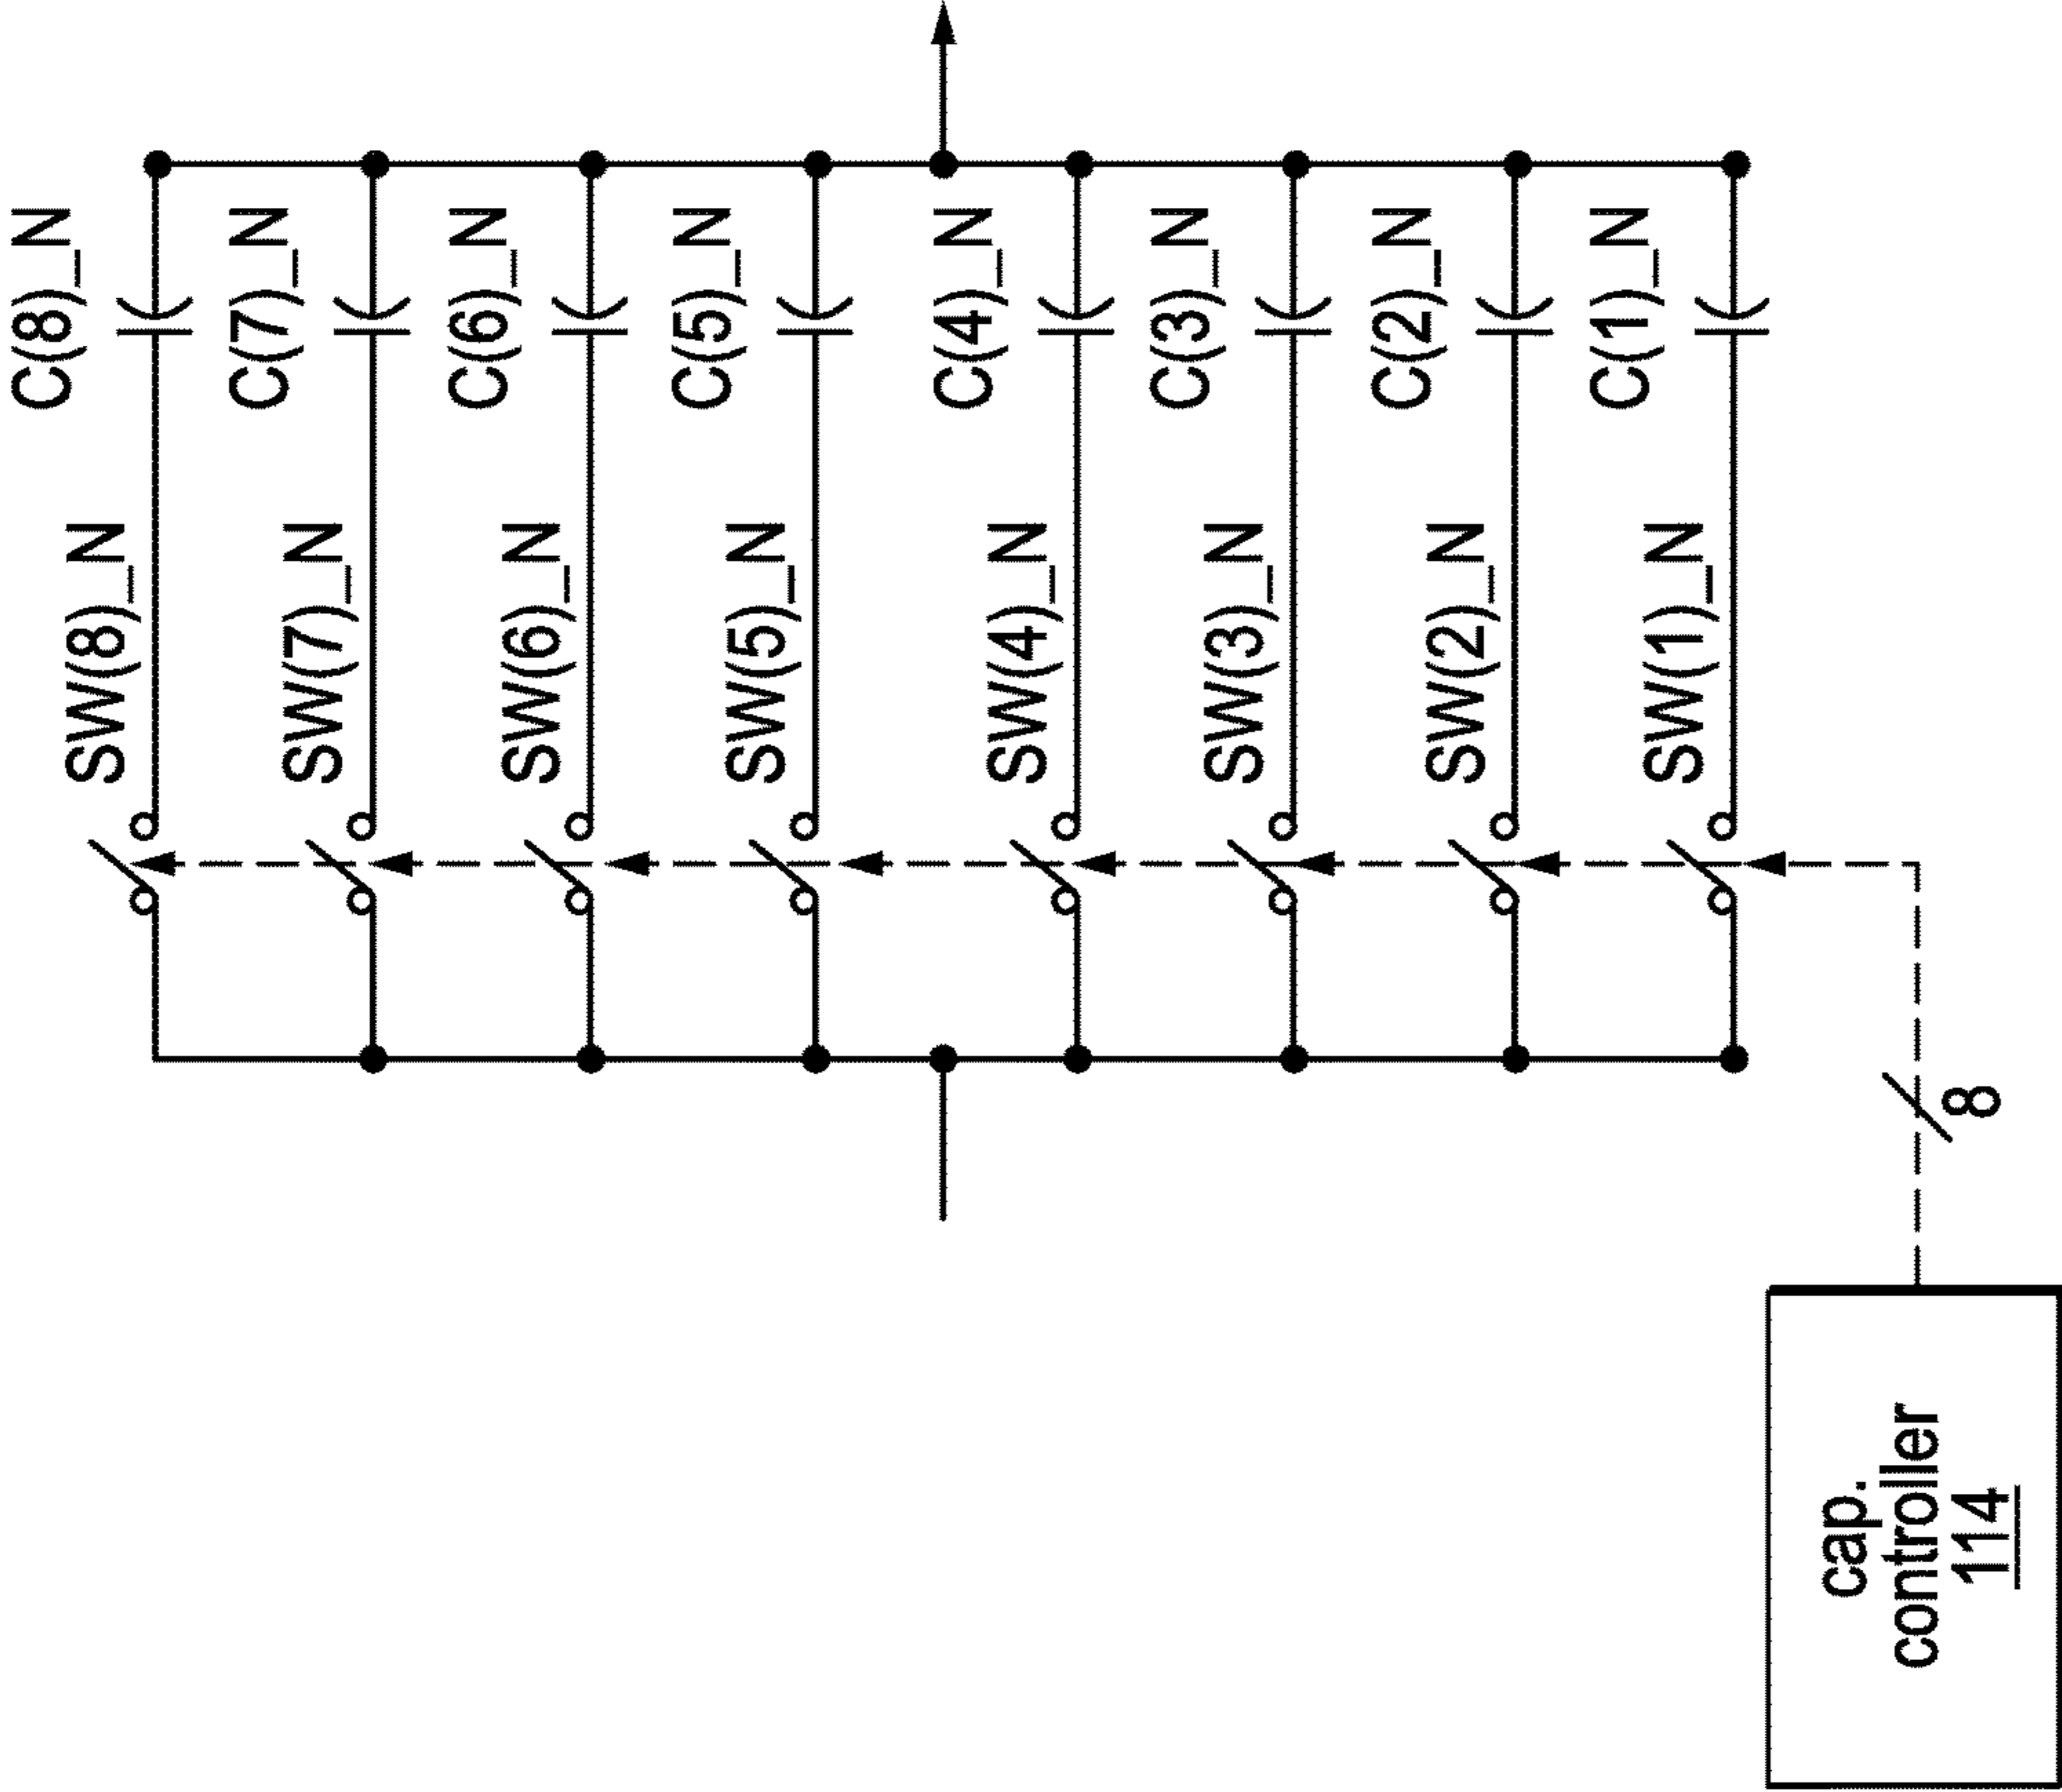 C(8)_N
SW(8)_N
C(7)_N
SW(7)_N
C(6)_N
SW(6)_N
C(5)_N
SW(5)_N
C(4)_N
SW(4)_N
C(3)_N
SW(3)_N
C(2)_N
SW(2)_N
C(1)_N
SW(1)_N
8
cap.
controller
114